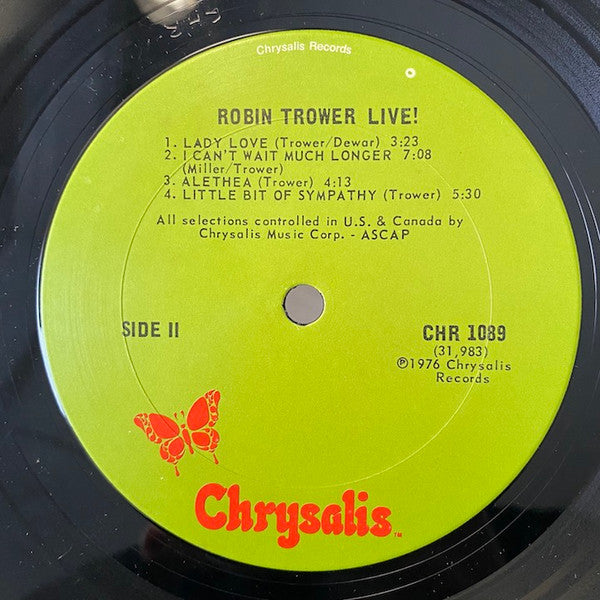 Chrysalis Records
ROBIN TROWER LIVE!
1. LADY LOVE (Trower/Dewar) 3:23
2. I CAN'T WAIT MUCH LONGER 7:08
(Miller/Trower)
3. ALETHEA (Trower) 4:13
4. LITTLE BIT OF SYMPATHY (Trower) 5:30
All selections controlled in U.S. & Canada by
Chrysalis Music Corp. - ASCAP
SIDE II
CHR 1089
(31,983)
℗1976 Chrysalis
Records
Chrysalis™